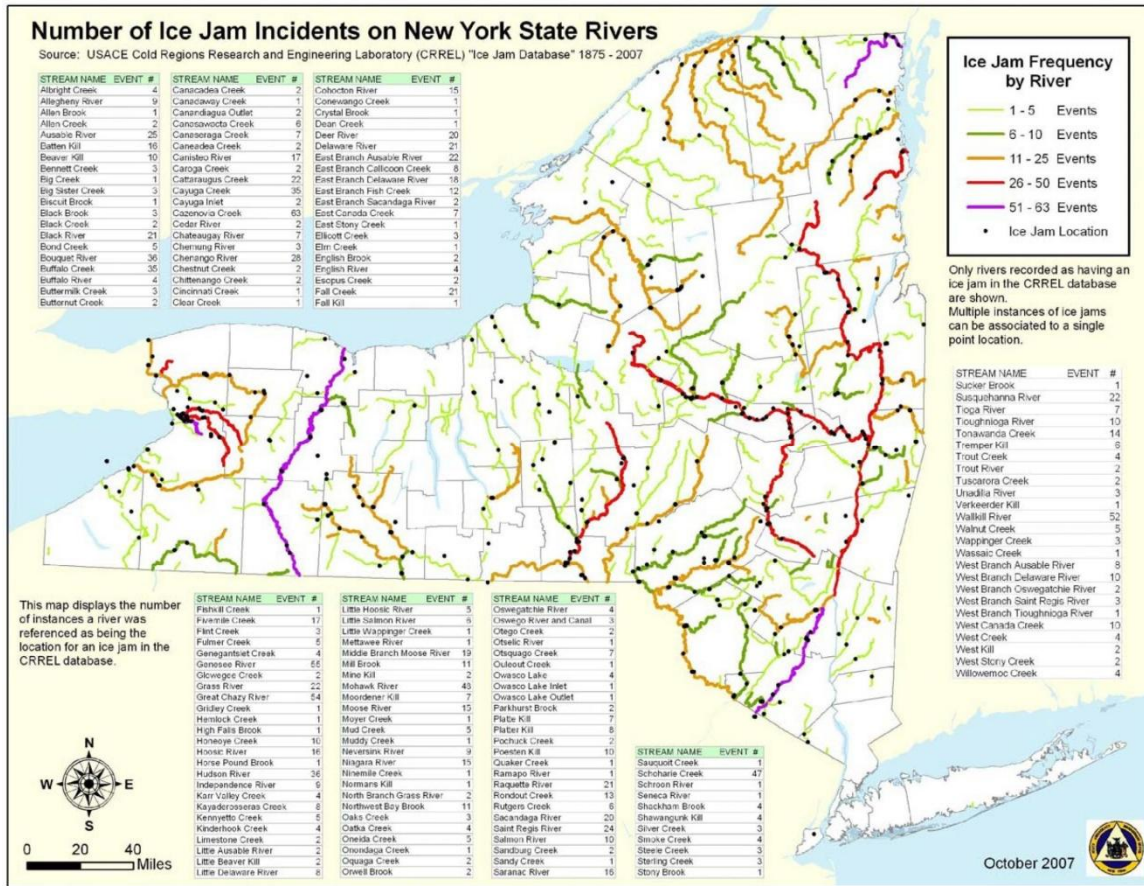 Number of Ice Jam Incidents on New York State Rivers
Source: USACE Cold Regions Research and Engineering Laboratory (CRREL) "Ice Jam Database" 1875 - 2007
STREAM NAME EVENT #
Albright Creek 4
Allegheny River 9
Allen Brook 1
Allen Creek 2
Ausable River 25
Batten Kill 16
Beaver Kill 10
Bennett Creek 3
Big Creek 1
Big Sister Creek 3
Biscuit Brook 1
Black Brook 3
Black Creek 2
Black River 21
Bond Creek 5
Bouquet River 36
Buffalo Creek 35
Buffalo River 4
Buttermilk Creek 3
Butternut Creek 2
STREAM NAME EVENT #
Canacadea Creek 2
Canadaway Creek 1
Canandiagua Outlet 2
Canasawacta Creek 6
Canaseraga Creek 7
Caneadea Creek 2
Canisteo River 17
Caroga Creek 2
Cattaraugus Creek 22
Cayuga Creek 35
Cayuga Inlet 2
Cazenovia Creek 63
Ceder River 2
Chateaugay River 7
Chemung River 3
Chenango River 28
Chestnut Creek 2
Chittenango Creek 2
Cincinnati Creek 1
Clear Creek 1
STREAM NAME EVENT #
Cohocton River 15
Conewango Creek 1
Crystal Brook 1
Dean Creek 1
Deer River 20
Delaware River 21
East Branch Ausable River 22
East Branch Callicoon Creek 8
East Branch Delaware River 18
East Branch Fish Creek 12
East Branch Sacandaga River 2
East Canada Creek 7
East Stony Creek 1
Ellicott Creek 3
Elm Creek 1
English Brook 2
English River 4
Esopus Creek 2
Fall Creek 21
Fall Kill 1
Ice Jam Frequency
by River
1 - 5 Events
6 - 10 Events
11 - 25 Events
26 - 50 Events
51 - 63 Events
Ice Jam Location
Only rivers recorded as having an
ice jam in the CRREL database
are shown.
Multiple instances of ice jams
can be associated to a single
point location.
STREAM NAME EVENT #
Sucker Brook 1
Susquehanna River 22
Tioga River 7
Tioughnioga River 10
Tonawanda Creek 14
Tremper Kill 6
Trout Creek 4
Trout River 2
Tuscarora Creek 2
Unadilla River 3
Verkeerder Kill 1
Wallkill River 52
Walnut Creek 5
Wappinger Creek 3
Wassaic Creek 1
West Branch Ausable River 8
West Branch Delaware River 10
West Branch Oswegatchie River 2
West Branch Saint Regis River 3
West Branch Tioughnioga River 1
West Canada Creek 10
West Creek 4
West Kill 2
West Stony Creek 2
Willowemoc Creek 4
This map displays the number
of instances a river was
referenced as being the
location for an ice jam in the
CRREL database.
STREAM NAME EVENT #
Fishkill Creek 1
Fivemile Creek 17
Flint Creek 3
Fulmer Creek 5
Genegantslet Creek 4
Genesee River 55
Glowegee Creek 2
Grass River 22
Great Chazy River 54
Gridley Creek 1
Hemlock Creek 1
High Falls Brook 1
Honeoye Creek 10
Hoosic River 16
Horse Pound Brook 1
Hudson River 36
Independence River 9
Karr Valley Creek 4
Kayaderosseras Creek 8
Kennyetto Creek 5
Kinderhook Creek 4
Limestone Creek 2
Little Ausable River 2
Little Beaver Kill 2
Little Delaware River 8
STREAM NAME EVENT #
Little Hoosic River 5
Little Salmon River 6
Little Wappinger Creek 1
Mettawee River 1
Middle Branch Moose River 19
Mill Brook 11
Mine Kill 2
Mohawk River 48
Moordener Kill 7
Moose River 15
Moyer Creek 1
Mud Creek 5
Muddy Creek 1
Neversink River 9
Niagara River 15
Ninemile Creek 1
Normans Kill 1
North Branch Grass River 2
Northwest Bay Brook 11
Oaks Creek 3
Oatka Creek 4
Oneida Creek 5
Onondaga Creek 1
Oquaga Creek 2
Orwell Brook 2
STREAM NAME EVENT #
Oswegatchie River 4
Oswego River and Canal 3
Otego Creek 2
Otselic River 1
Otsquago Creek 7
Ouleout Creek 1
Owasco Lake 4
Owasco Lake Inlet 1
Owasco Lake Outlet 1
Parkhurst Brook 2
Platte Kill 7
Platter Kill 8
Pochuck Creek 2
Poesten Kill 10
Quaker Creek 1
Ramapo River 1
Raquette River 21
Rondout Creek 13
Rutgers Creek 6
Sacandaga River 20
Saint Regis River 24
Salmon River 10
Sandburg Creek 2
Sandy Creek 1
Saranac River 16
STREAM NAME EVENT #
Sauquoit Creek 1
Schoharie Creek 47
Schroon River 1
Seneca River 1
Shackham Brook 4
Shawangunk Kill 4
Silver Creek 3
Smoke Creek 4
Steele Creek 3
Sterling Creek 3
Stony Brook 1
N
W E
S
0 20 40
Miles
October 2007